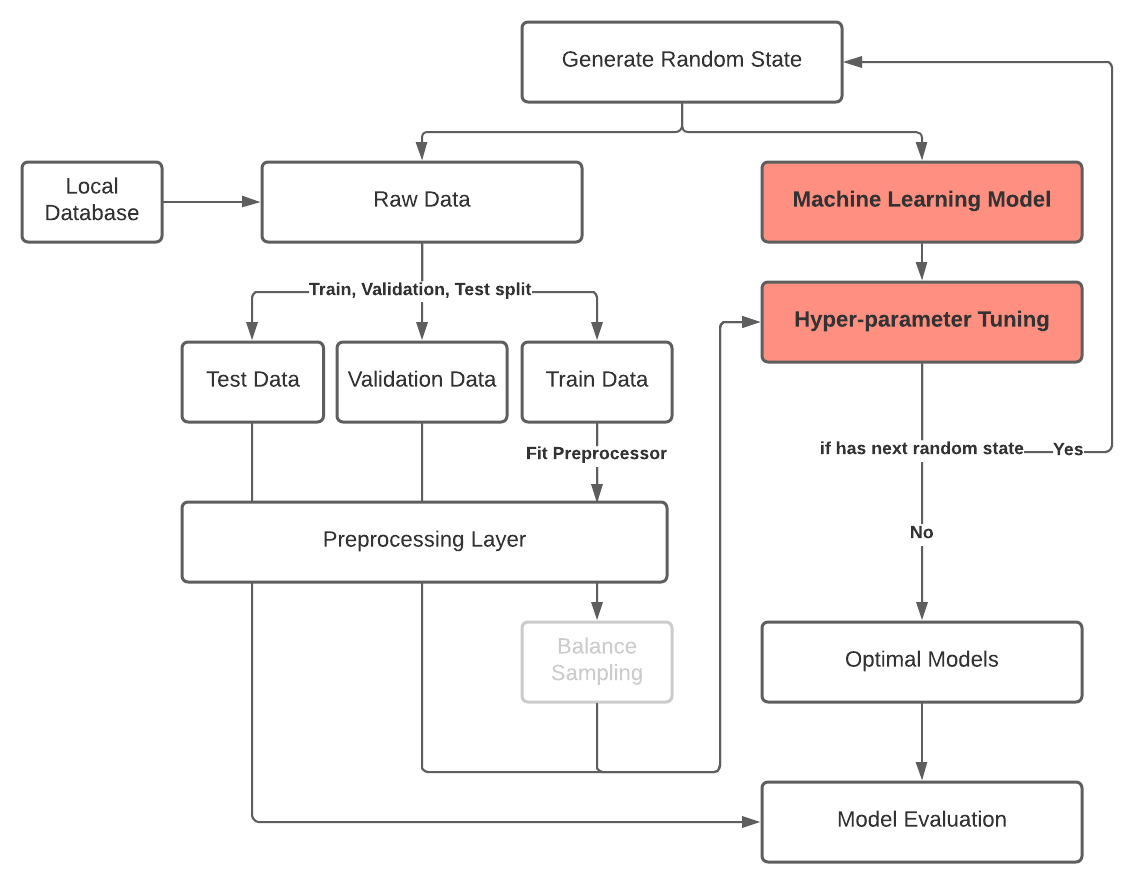 Generate Random State
Local
Database
Raw Data
Machine Learning Model
Train, Validation, Test split
Hyper-parameter Tuning
Test Data
Validation Data
Train Data
Fit Preprocessor
if has next random state
Yes
Preprocessing Layer
No
Balance
Sampling
Optimal Models
Model Evaluation